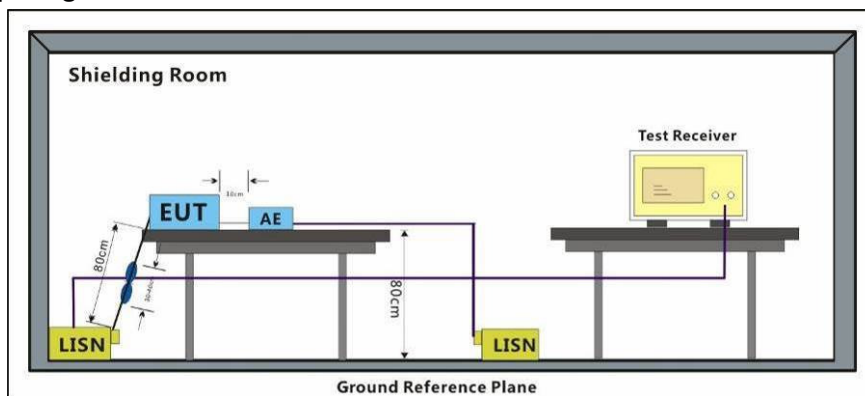 Shielding Room
Test Receiver
EUT
AE
80cm
80cm
LISN
LISN
Ground Reference Plane